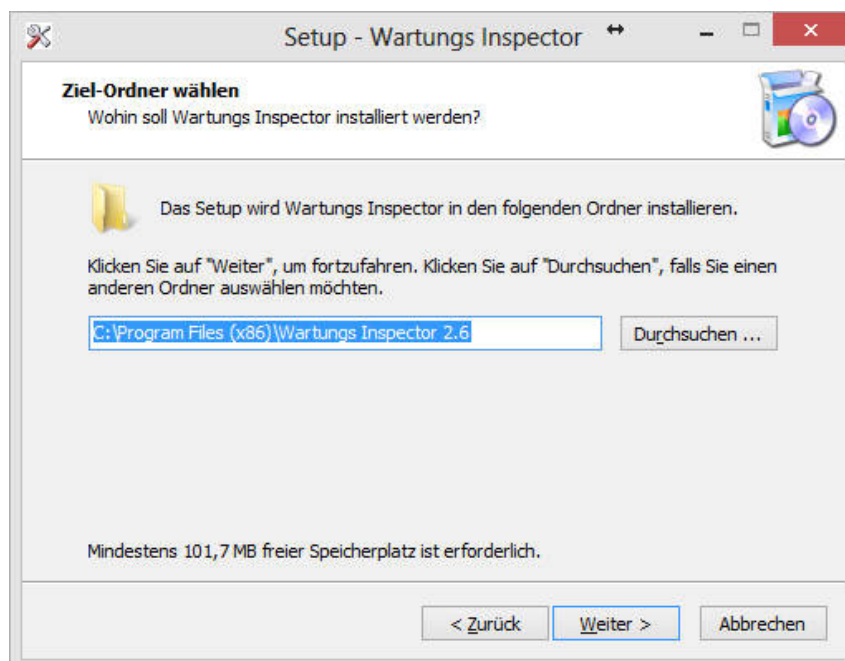 Setup - Wartungs Inspector
Ziel-Ordner wählen
Wohin soll Wartungs Inspector installiert werden?
Das Setup wird Wartungs Inspector in den folgenden Ordner installieren.
Klicken Sie auf "Weiter", um fortzufahren. Klicken Sie auf "Durchsuchen", falls Sie einen
anderen Ordner auswählen möchten.
C:\Program Files (x86)\Wartungs Inspector 2.6
Durchsuchen ...
Mindestens 101,7 MB freier Speicherplatz ist erforderlich.
< Zurück
Weiter >
Abbrechen